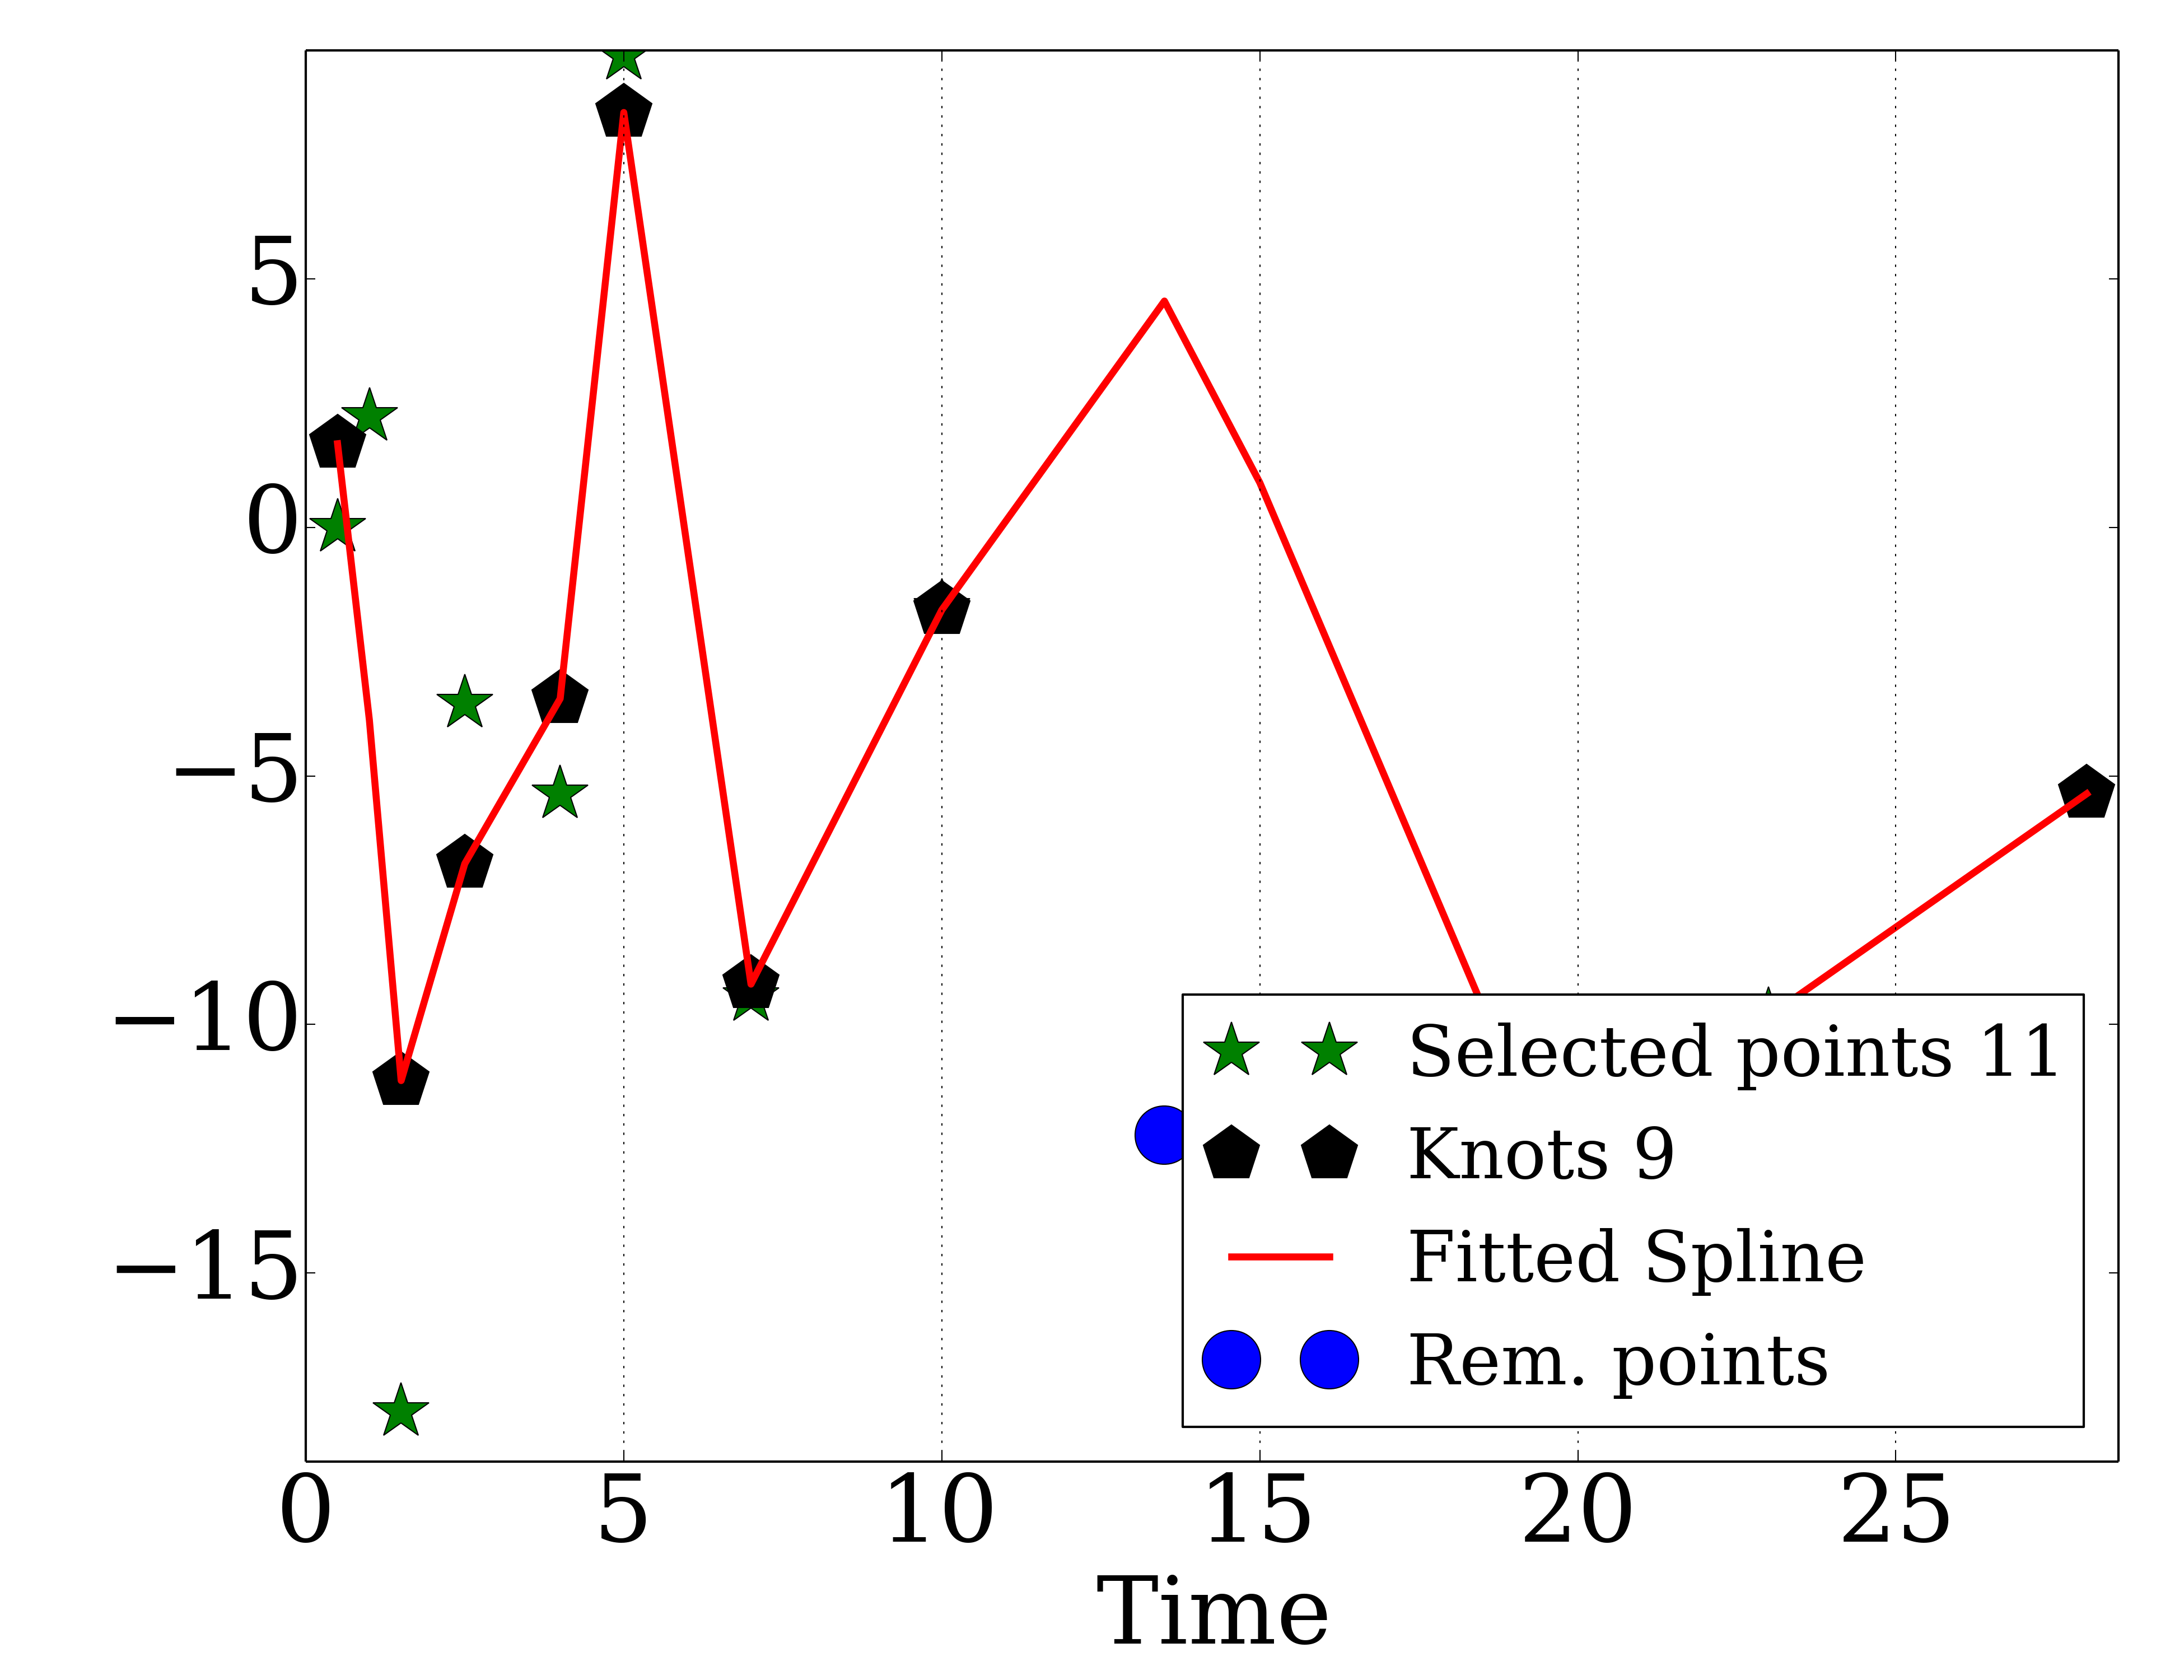 5
0
−5
−10
−15
0 5 10 15 20 25
Time
Selected points 11
Knots 9
Fitted Spline
Rem. points